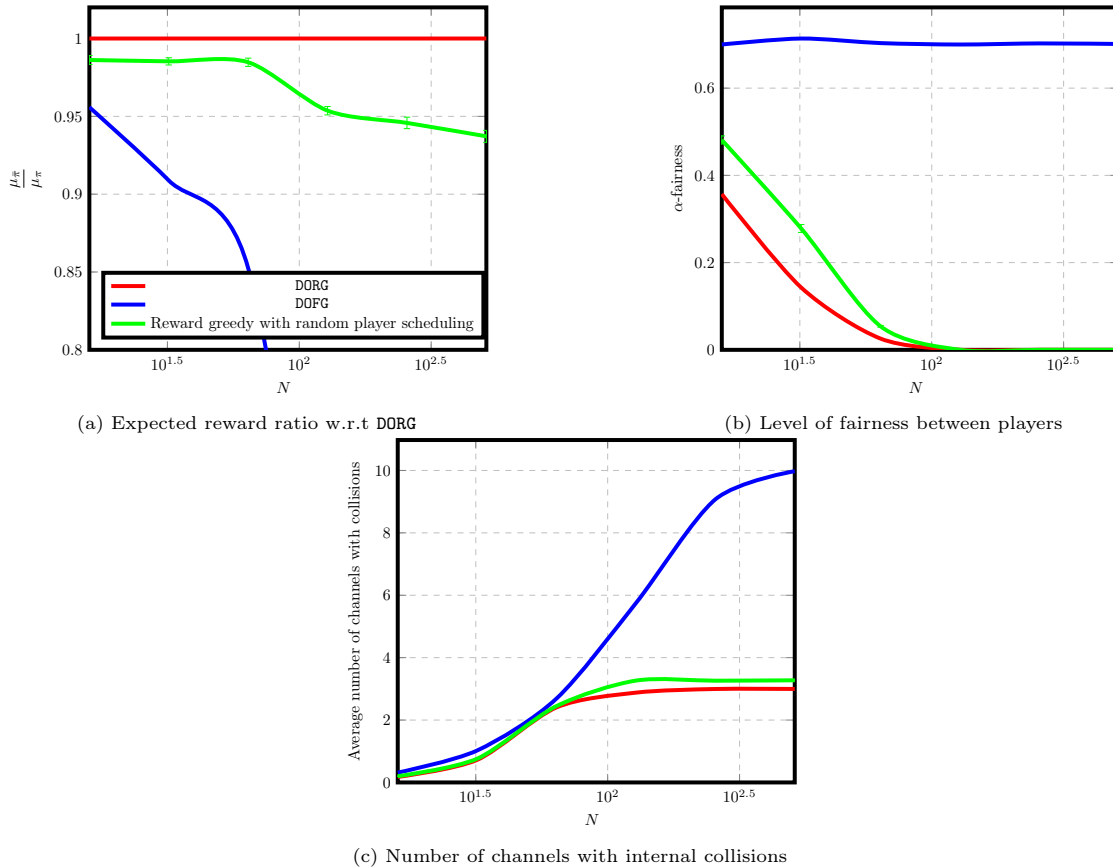 1
0.95
0.9
0.85
0.8
μ_π̄ / μ_π
DORG
DOFG
Reward greedy with random player scheduling
10^1.5
10^2
10^2.5
N
(a) Expected reward ratio w.r.t DORG
0.6
0.4
0.2
0
α-fairness
10^1.5
10^2
10^2.5
N
(b) Level of fairness between players
10
8
6
4
2
0
Average number of channels with collisions
10^1.5
10^2
10^2.5
N
(c) Number of channels with internal collisions